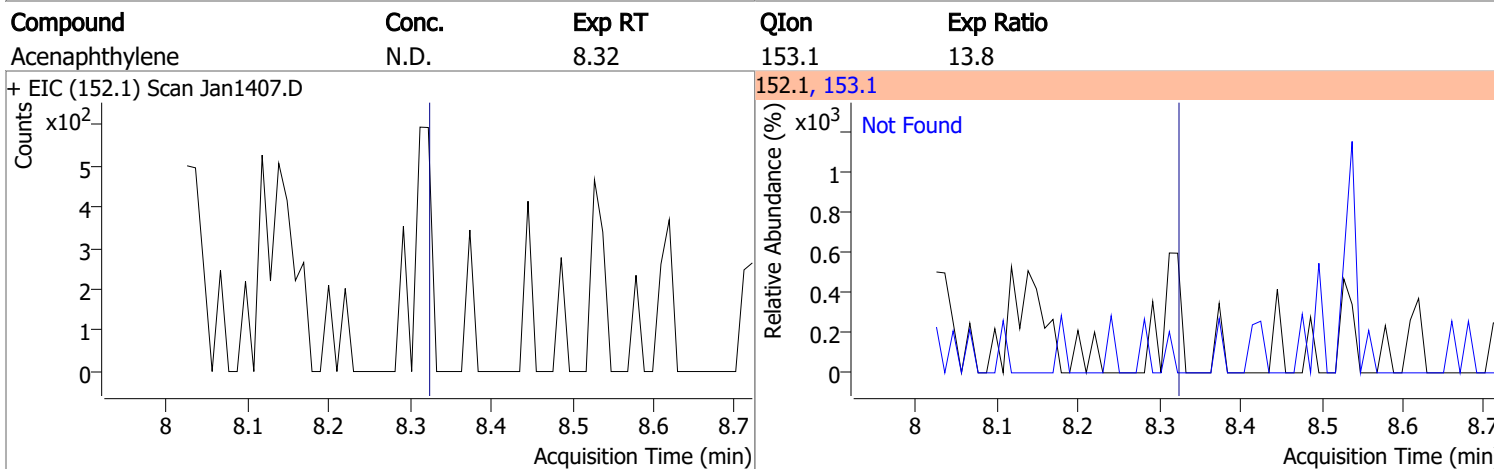 Compound Conc. Exp RT QIon Exp Ratio
Acenaphthylene N.D. 8.32 153.1 13.8
+ EIC (152.1) Scan Jan1407.D
Counts
x10²
5
4
3
2
1
0
8 8.1 8.2 8.3 8.4 8.5 8.6 8.7
Acquisition Time (min)
152.1, 153.1
Relative Abundance (%)
x10³
Not Found
1
0.8
0.6
0.4
0.2
0
8 8.1 8.2 8.3 8.4 8.5 8.6 8.7
Acquisition Time (min